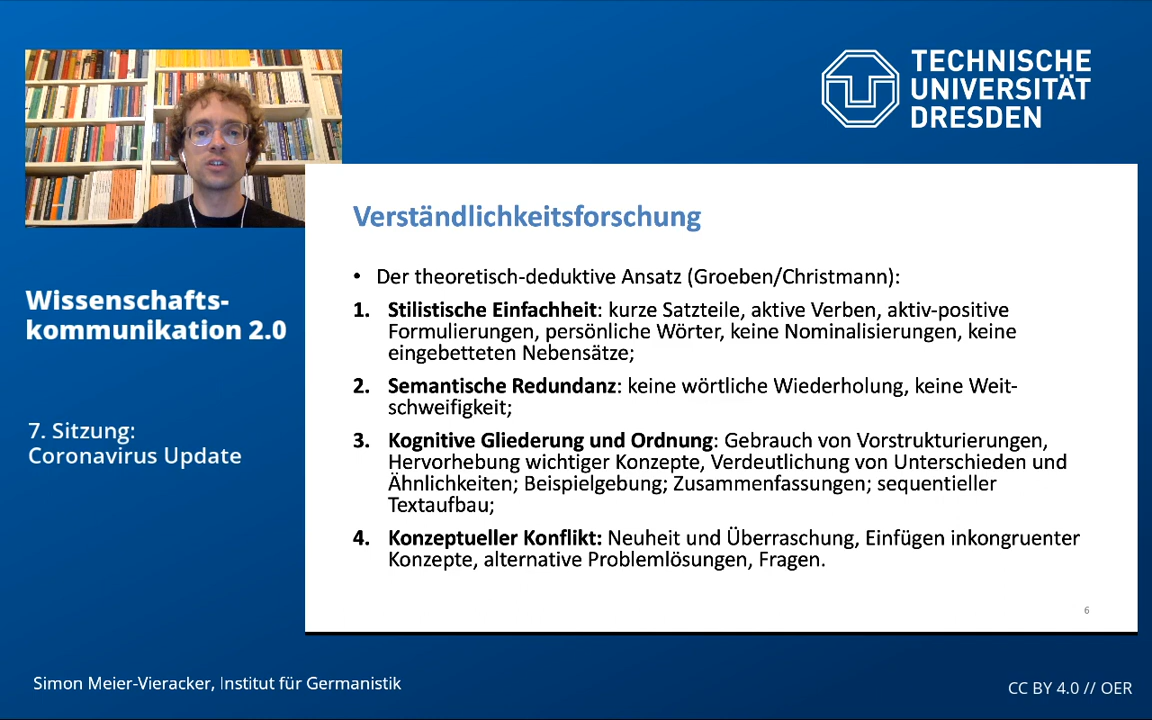 TECHNISCHE
UNIVERSITÄT
DRESDEN
Wissenschafts-
kommunikation 2.0
7. Sitzung:
Coronavirus Update
Verständlichkeitsforschung
• Der theoretisch-deduktive Ansatz (Groeben/Christmann):
1. Stilistische Einfachheit: kurze Satzteile, aktive Verben, aktiv-positive
Formulierungen, persönliche Wörter, keine Nominalisierungen, keine
eingebetteten Nebensätze;
2. Semantische Redundanz: keine wörtliche Wiederholung, keine Weit-
schweifigkeit;
3. Kognitive Gliederung und Ordnung: Gebrauch von Vorstrukturierungen,
Hervorhebung wichtiger Konzepte, Verdeutlichung von Unterschieden und
Ähnlichkeiten; Beispielgebung; Zusammenfassungen; sequentieller
Textaufbau;
4. Konzeptueller Konflikt: Neuheit und Überraschung, Einfügen inkongruenter
Konzepte, alternative Problemlösungen, Fragen.
6
Simon Meier-Vieracker, Institut für Germanistik
CC BY 4.0 // OER